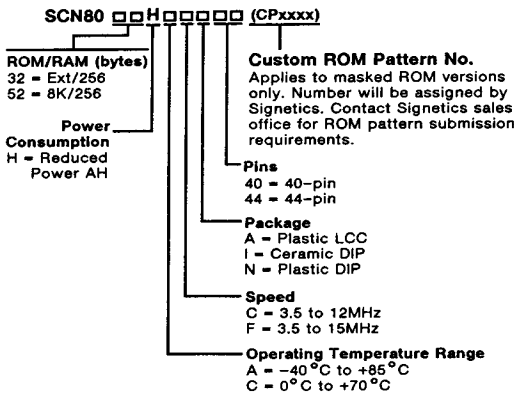 SCN80 □□H□□□□□ (CPxxxx)
ROM/RAM (bytes)
32 = Ext/256
52 = 8K/256
Custom ROM Pattern No.
Applies to masked ROM versions
only. Number will be assigned by
Signetics. Contact Signetics sales
office for ROM pattern submission
requirements.
Power
Consumption
H = Reduced
Power AH
Pins
40 = 40-pin
44 = 44-pin
Package
A = Plastic LCC
I = Ceramic DIP
N = Plastic DIP
Speed
C = 3.5 to 12MHz
F = 3.5 to 15MHz
Operating Temperature Range
A = −40°C to +85°C
C = 0°C to +70°C